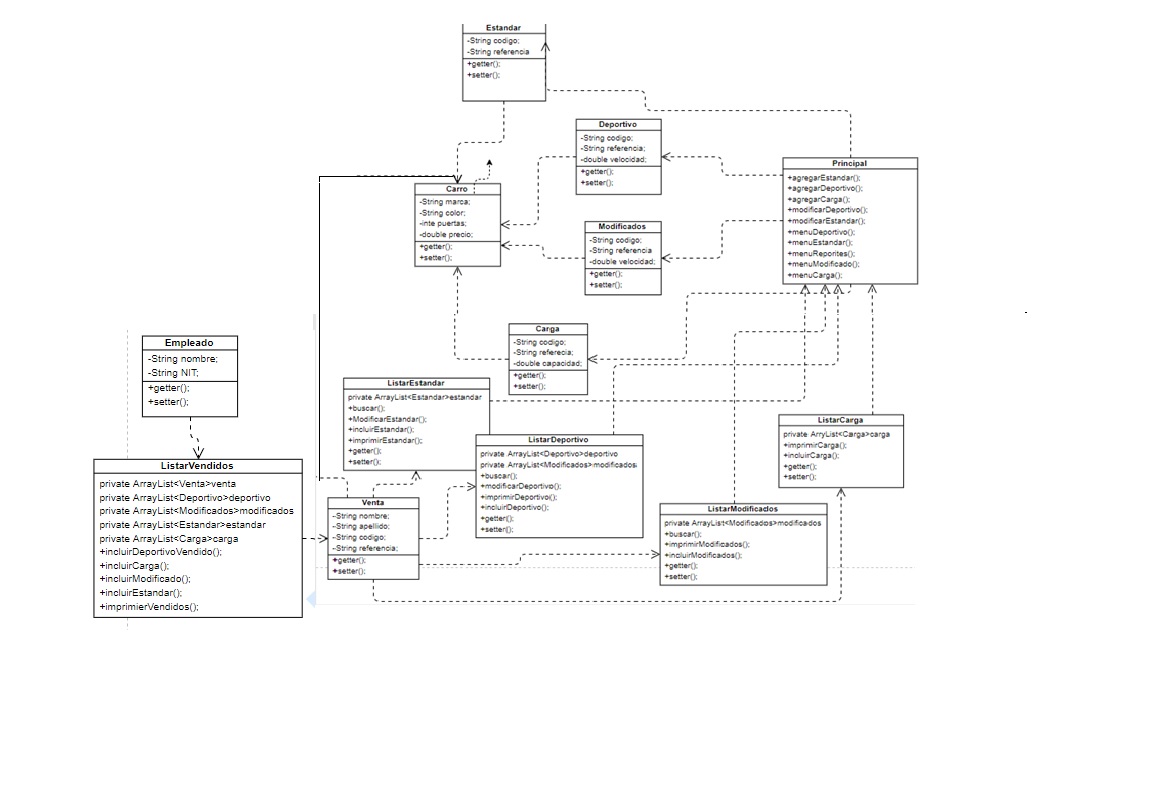 Estandar
-String codigo;
-String referencia
+getter();
+setter();
Deportivo
-String codigo;
-String referencia;
-double velocidad;
+getter();
+setter();
Principal
+agregarEstandar();
+agregarDeportivo();
+agregarCarga();
+modificarDeportivo();
+modificarEstandar();
+menuDeportivo();
+menuEstandar();
+menuReportes();
+menuModificado();
+menuCarga();
Carro
-String marca;
-String color;
-inte puertas;
-double precio;
+getter();
+setter();
Modificados
-String codigo;
-String referencia
-double velocidad;
+getter();
+setter();
Carga
-String codigo;
-String referecia;
-double capacidad;
+getter();
+setter();
Empleado
-String nombre;
-String NIT;
+getter();
+setter();
ListarEstandar
private ArrayList<Estandar>estandar
+buscar();
+ModificarEstandar();
+incluirEstandar();
+imprimirEstandar();
+getter();
+setter();
ListarDeportivo
private ArrayList<Deportivo>deportivo
private ArrayList<Modificados>modificados
+buscar();
+modificarDeportivo();
+imprimirDeportivo();
+incluirDeportivo();
+getter();
+setter();
ListarCarga
private ArryList<Carga>carga
+imprimirCarga();
+incluirCarga();
+getter();
+setter();
ListarVendidos
private ArrayList<Venta>venta
private ArrayList<Deportivo>deportivo
private ArrayList<Modificados>modificados
private ArrayList<Estandar>estandar
private ArrayList<Carga>carga
+incluirDeportivoVendido();
+incluirCarga();
+incluirModificado();
+incluirEstandar();
+imprimierVendidos();
Venta
-String nombre;
-String apellido;
-String codigo;
-String referencia;
+getter();
+setter();
ListarModificados
private ArrayList<Modificados>modificados
+buscar();
+imprimirModificados();
+incluirModificados();
+getter();
+setter();